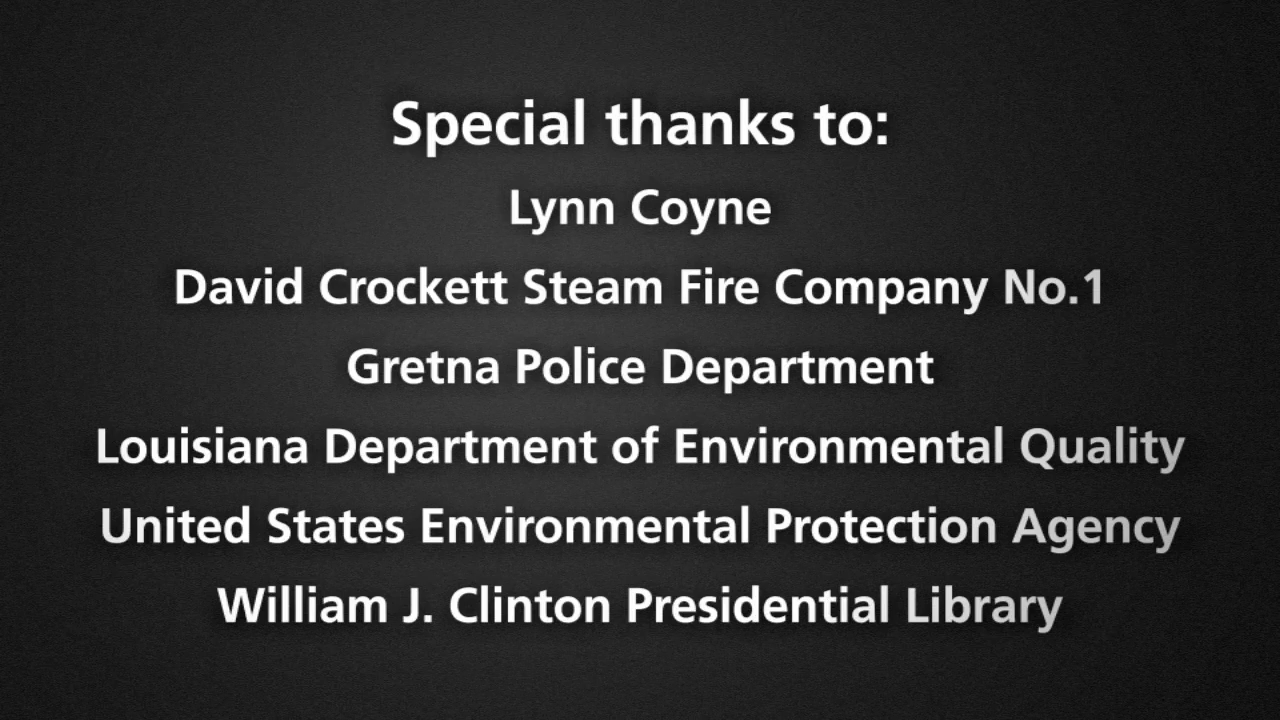 Special thanks to:
Lynn Coyne
David Crockett Steam Fire Company No.1
Gretna Police Department
Louisiana Department of Environmental Quality
United States Environmental Protection Agency
William J. Clinton Presidential Library